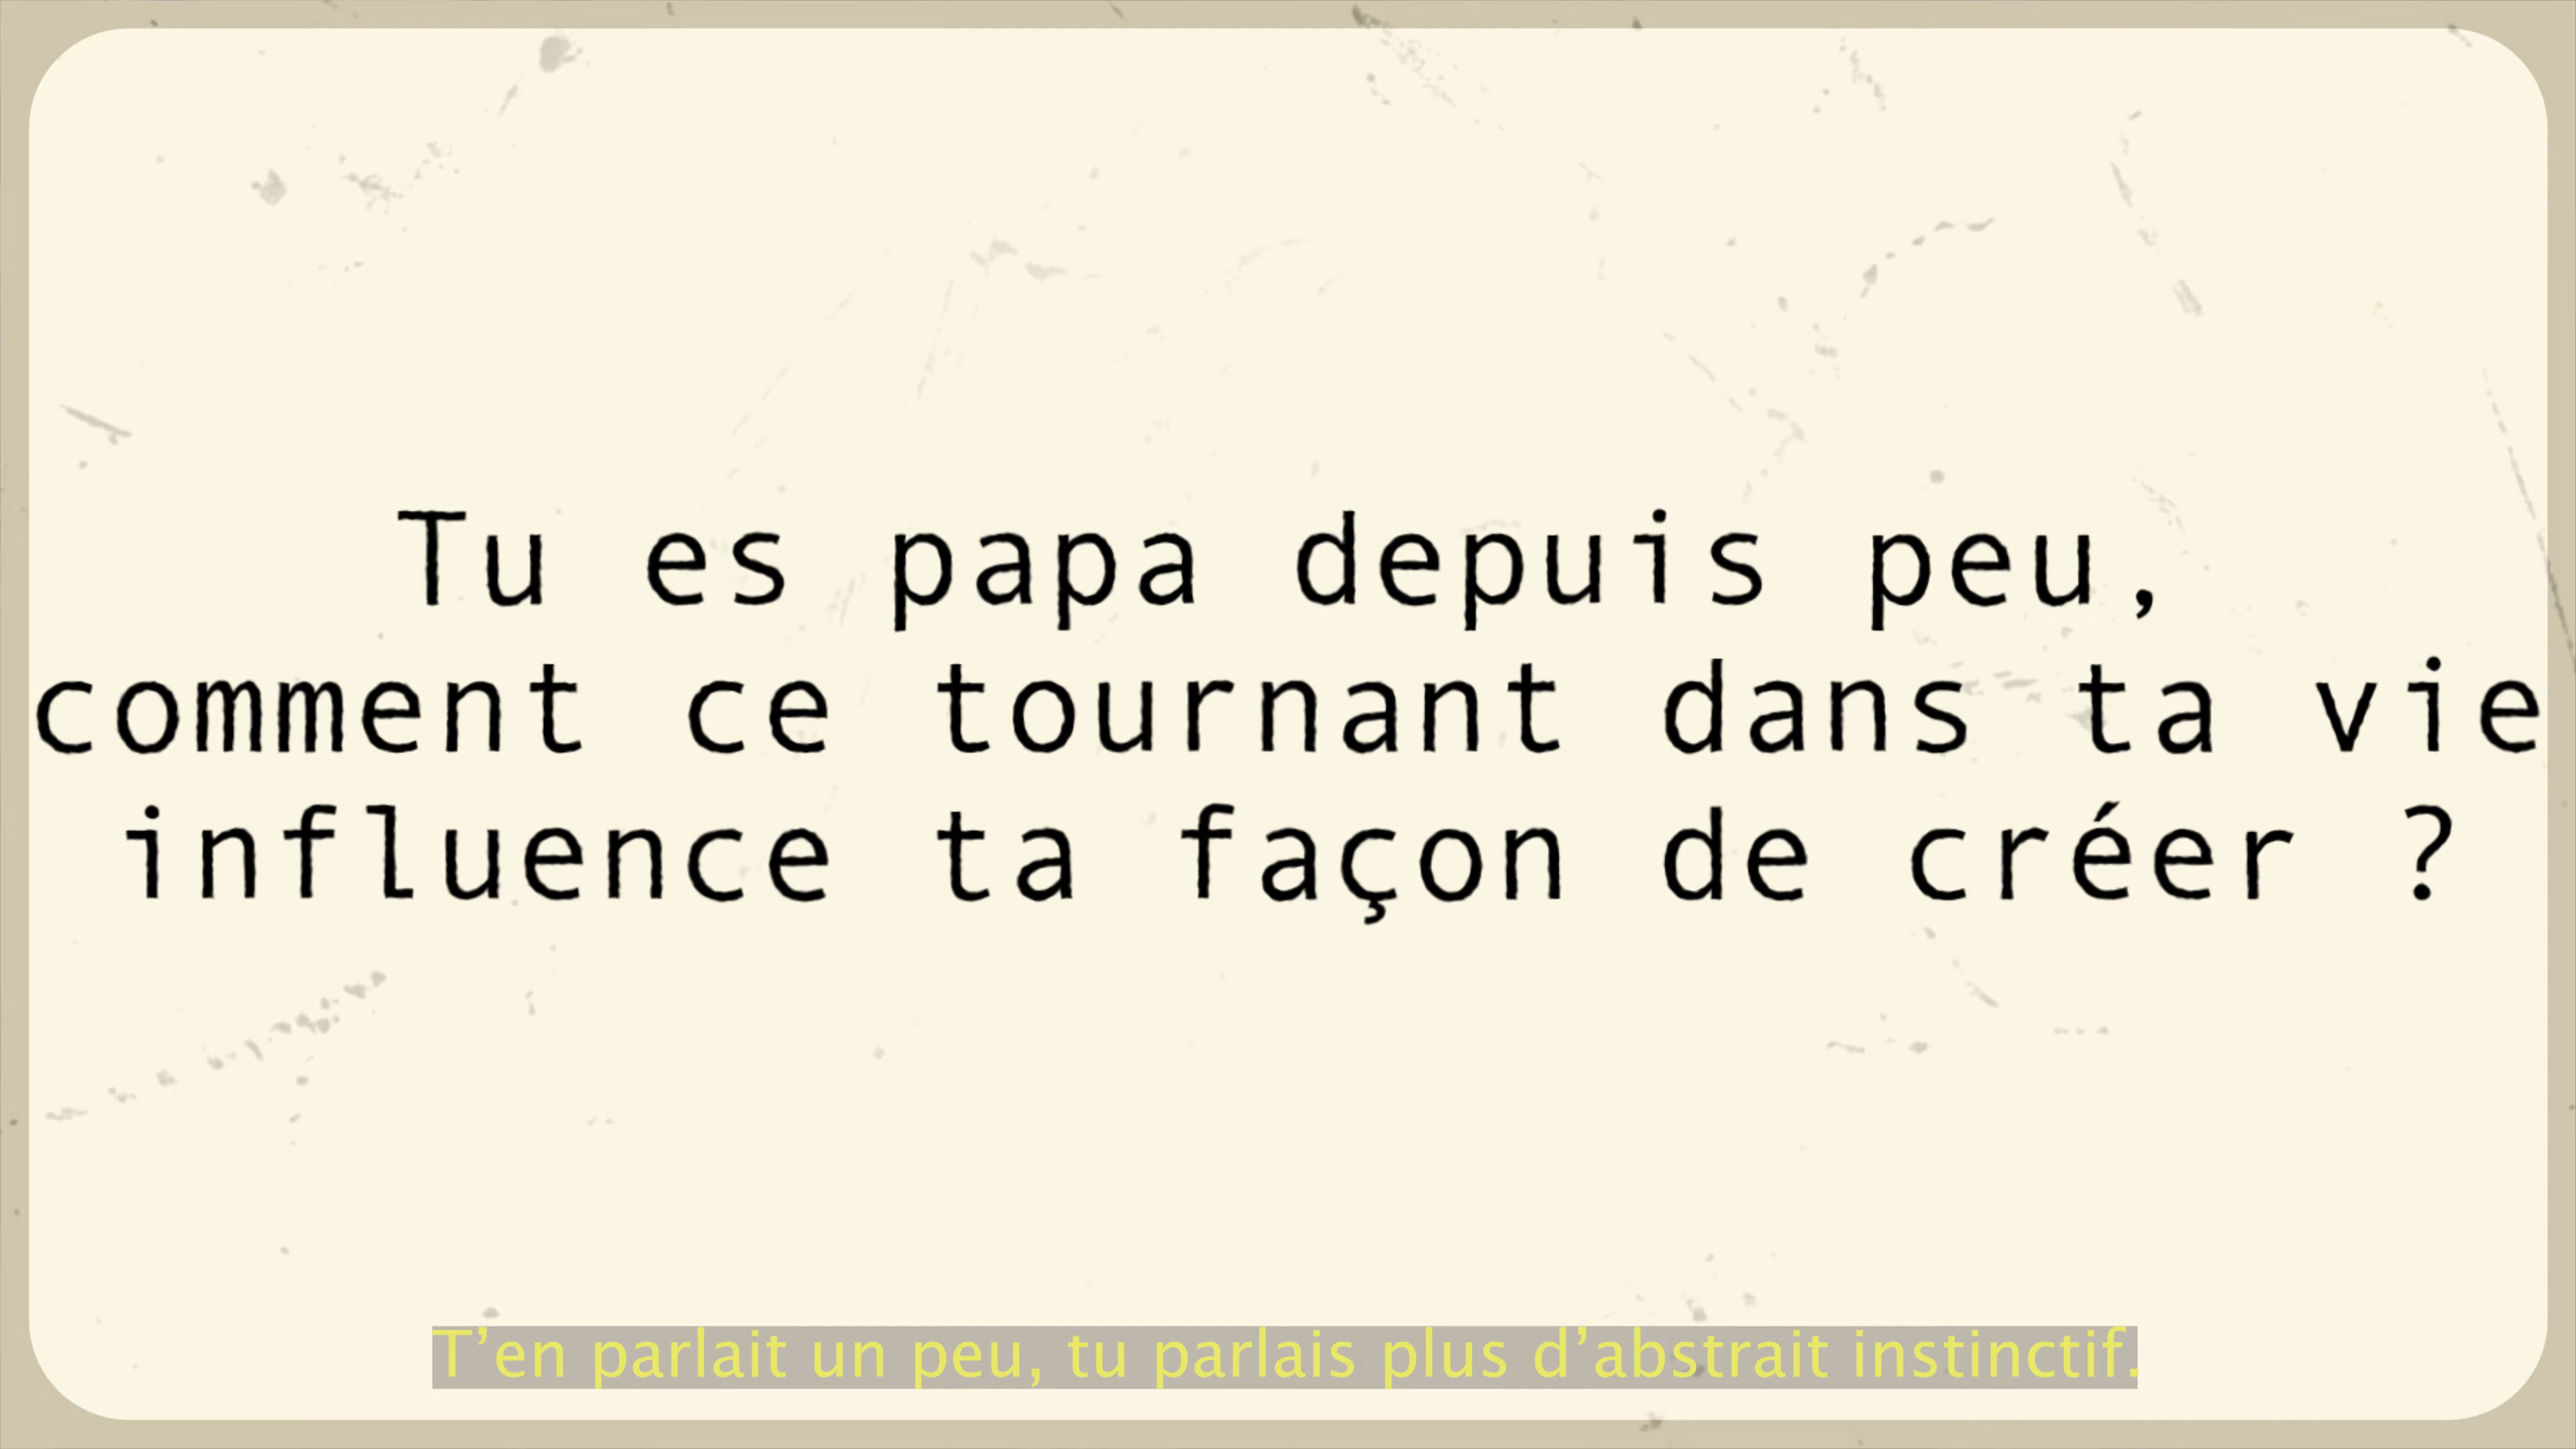 Tu es papa depuis peu,
comment ce tournant dans ta vie
influence ta façon de créer ?
T’en parlait un peu, tu parlais plus d’abstrait instinctif.